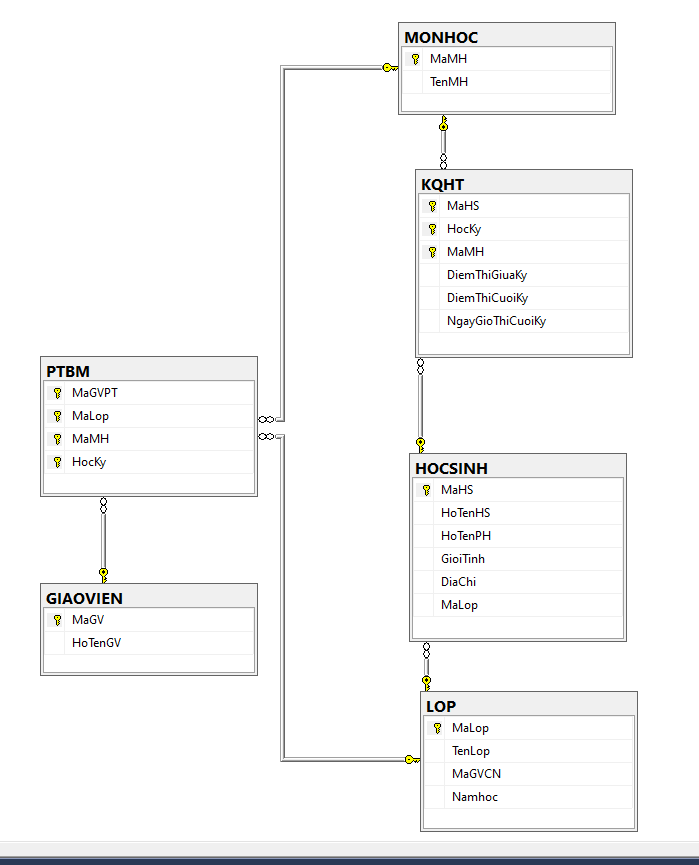 MONHOC
MaMH
TenMH
KQHT
MaHS
HocKy
MaMH
DiemThiGiuaKy
DiemThiCuoiKy
NgayGioThiCuoiKy
PTBM
MaGVPT
MaLop
MaMH
HocKy
HOCSINH
MaHS
HoTenHS
HoTenPH
GioiTinh
DiaChi
MaLop
GIAOVIEN
MaGV
HoTenGV
LOP
MaLop
TenLop
MaGVCN
Namhoc